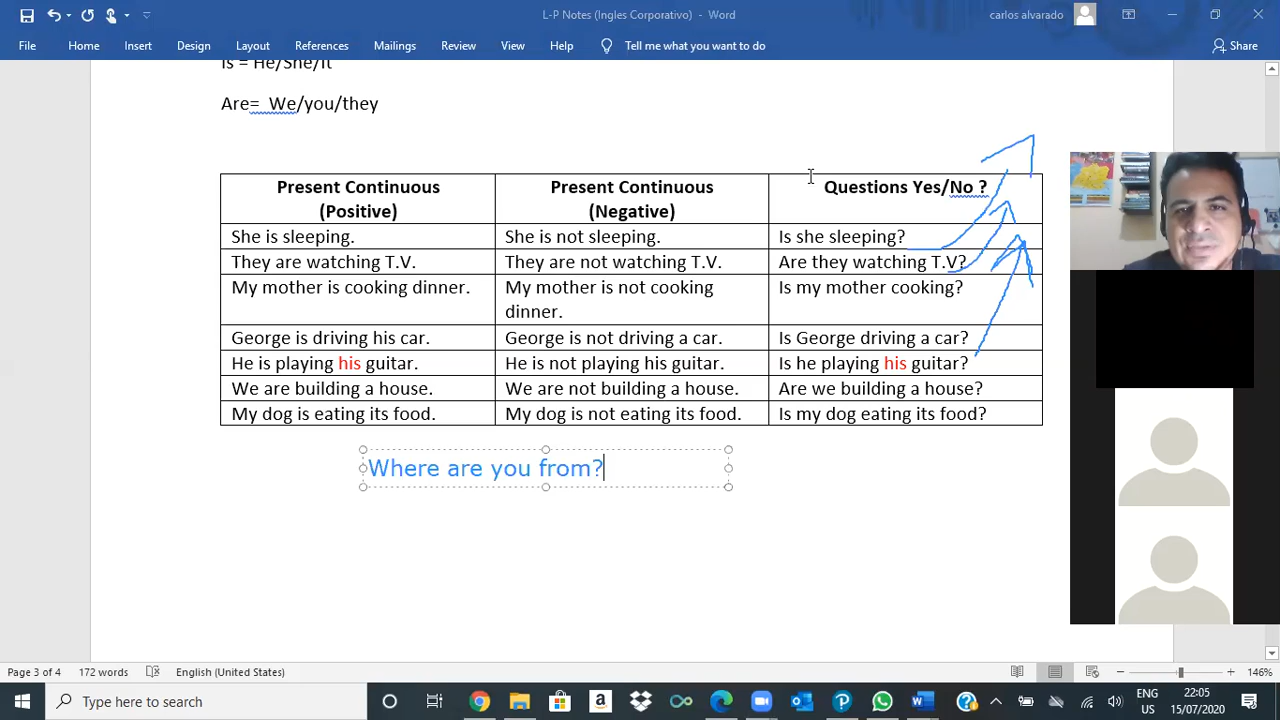 L-P Notes (Ingles Corporativo) - Word
carlos alvarado
File Home Insert Design Layout References Mailings Review View Help Tell me what you want to do Share
Is = He/She/It
Are= We/you/they
Present Continuous (Positive)
Present Continuous (Negative)
Questions Yes/No ?
She is sleeping. She is not sleeping. Is she sleeping?
They are watching T.V. They are not watching T.V. Are they watching T.V?
My mother is cooking dinner. My mother is not cooking dinner. Is my mother cooking?
George is driving his car. George is not driving a car. Is George driving a car?
He is playing his guitar. He is not playing his guitar. Is he playing his guitar?
We are building a house. We are not building a house. Are we building a house?
My dog is eating its food. My dog is not eating its food. Is my dog eating its food?
Where are you from?
Page 3 of 4 172 words English (United States) 146%
Type here to search
ENG 22:05
US 15/07/2020